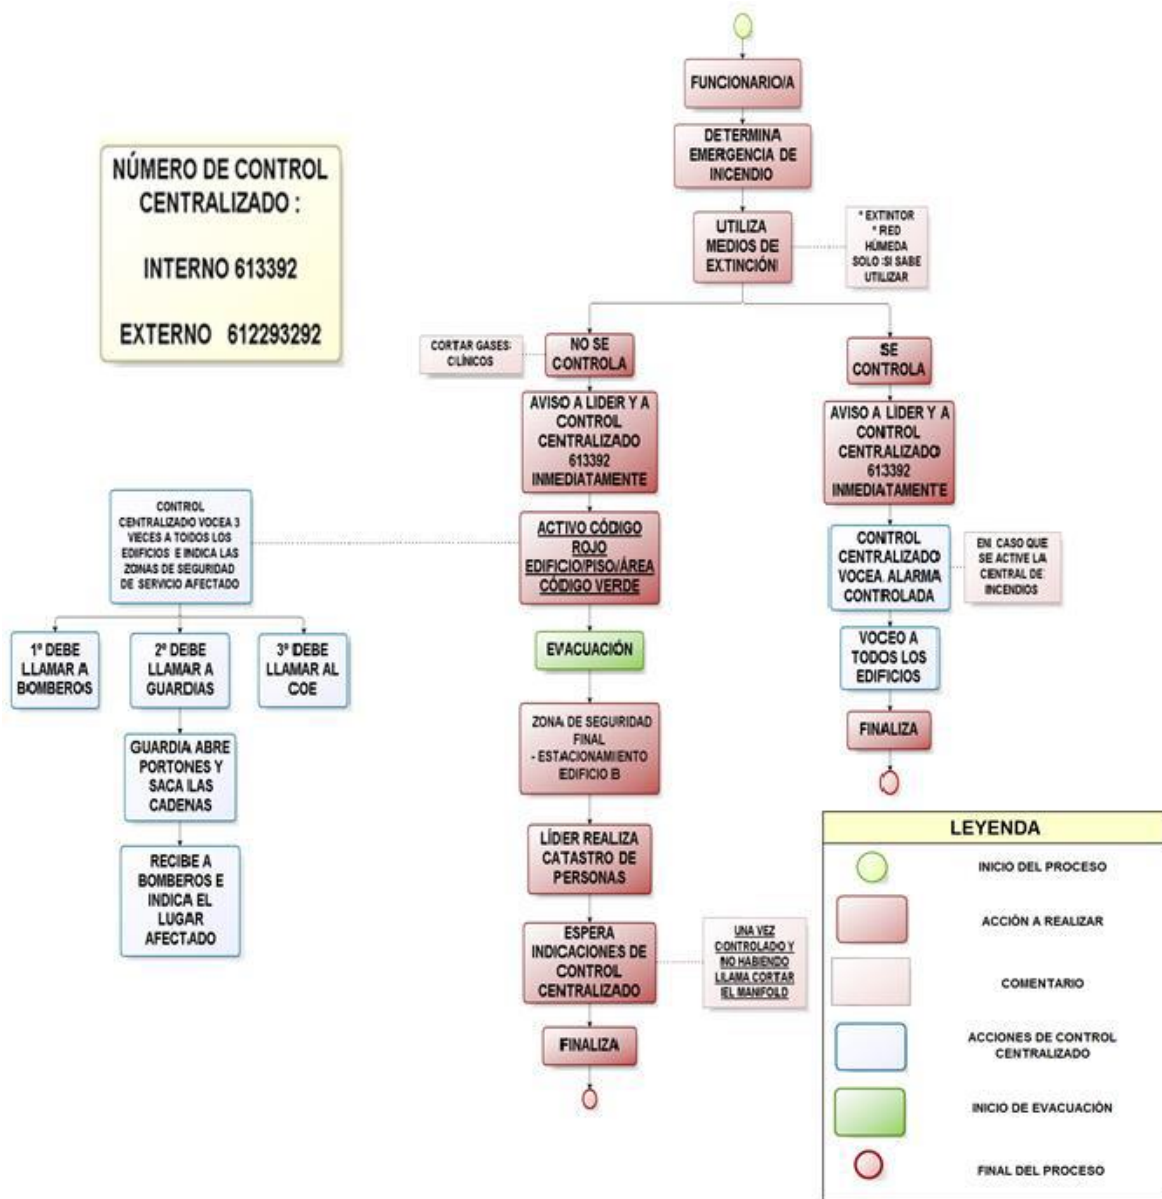 FUNCIONARIO/A
DETERMINA
EMERGENCIA DE
INCENDIO
UTILIZA
MEDIOS DE
EXTINCIÓN
* EXTINTOR
* RED
HÚMEDA
SOLO SI SABE
UTILIZAR
NÚMERO DE CONTROL
CENTRALIZADO :
INTERNO 613392
EXTERNO 612293292
CORTAR GASES
CLÍNICOS
NO SE
CONTROLA
SE
CONTROLA
AVISO A LIDER Y A
CONTROL
CENTRALIZADO
613392
INMEDIATAMENTE
AVISO A LÍDER Y A
CONTROL
CENTRALIZADO
613392
INMEDIATAMENTE
CONTROL
CENTRALIZADO VOCEA 3
VECES A TODOS LOS
EDIFICIOS E INDICA LAS
ZONAS DE SEGURIDAD
DE SERVICIO AFECTADO
ACTIVO CÓDIGO
ROJO
EDIFICIO/PISO/ÁREA
CÓDIGO VERDE
CONTROL
CENTRALIZADO
VOCEA ALARMA
CONTROLADA
EN CASO QUE
SE ACTIVE LA
CENTRAL DE
INCENDIOS
1º DEBE
LLAMAR A
BOMBEROS
2º DEBE
LLAMAR A
GUARDIAS
3º DEBE
LLAMAR AL
COE
EVACUACIÓN
VOCEO A
TODOS LOS
EDIFICIOS
GUARDIA ABRE
PORTONES Y
SACA LAS
CADENAS
ZONA DE SEGURIDAD
FINAL
- ESTACIONAMIENTO
EDIFICIO B
FINALIZA
RECIBE A
BOMBEROS E
INDICA EL
LUGAR
AFECTADO
LÍDER REALIZA
CATASTRO DE
PERSONAS
ESPERA
INDICACIONES DE
CONTROL
CENTRALIZADO
UNA VEZ
CONTROLADO Y
NO HABIENDO
LLAMA CORTAR
EL MANIFOLD
FINALIZA
LEYENDA
INICIO DEL PROCESO
ACCIÓN A REALIZAR
COMENTARIO
ACCIONES DE CONTROL
CENTRALIZADO
INICIO DE EVACUACIÓN
FINAL DEL PROCESO